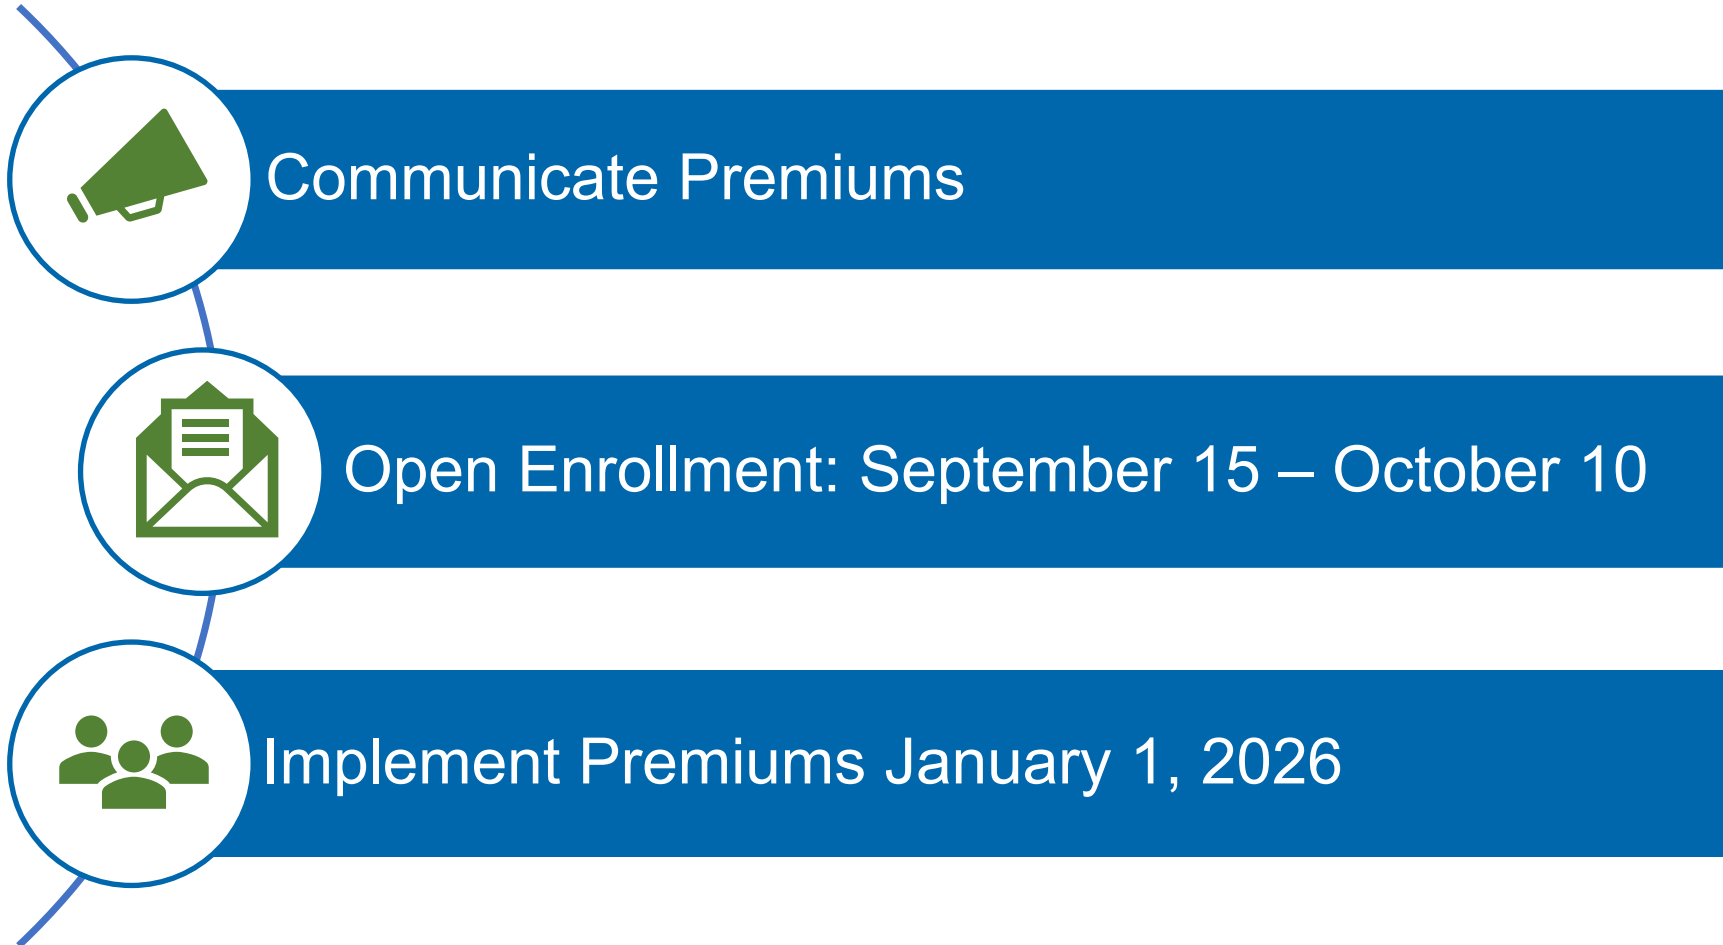 Communicate Premiums
Open Enrollment: September 15 – October 10
Implement Premiums January 1, 2026